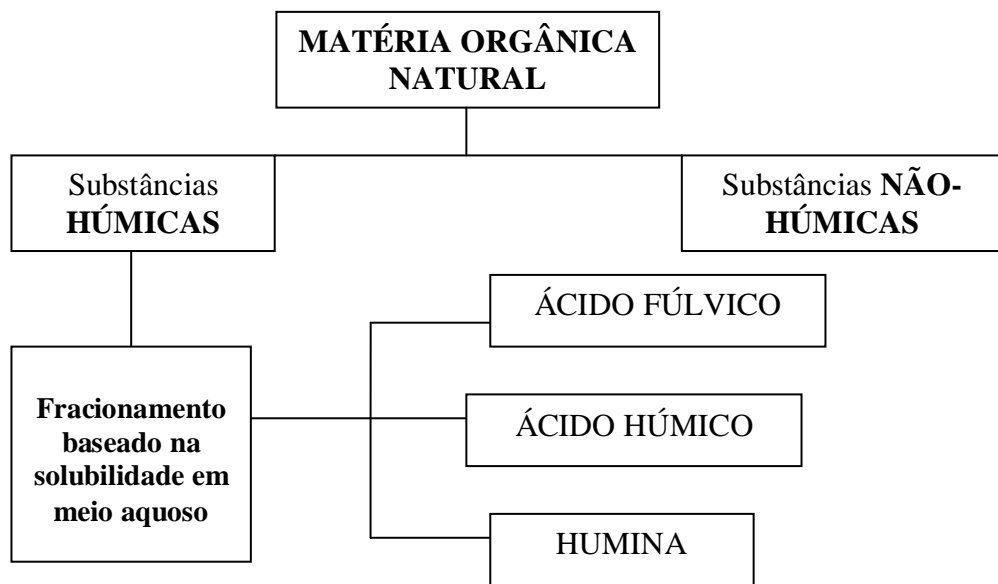 MATÉRIA ORGÂNICA
NATURAL
Substâncias
HÚMICAS
Substâncias NÃO-
HÚMICAS
Fracionamento
baseado na
solubilidade em
meio aquoso
ÁCIDO FÚLVICO
ÁCIDO HÚMICO
HUMINA